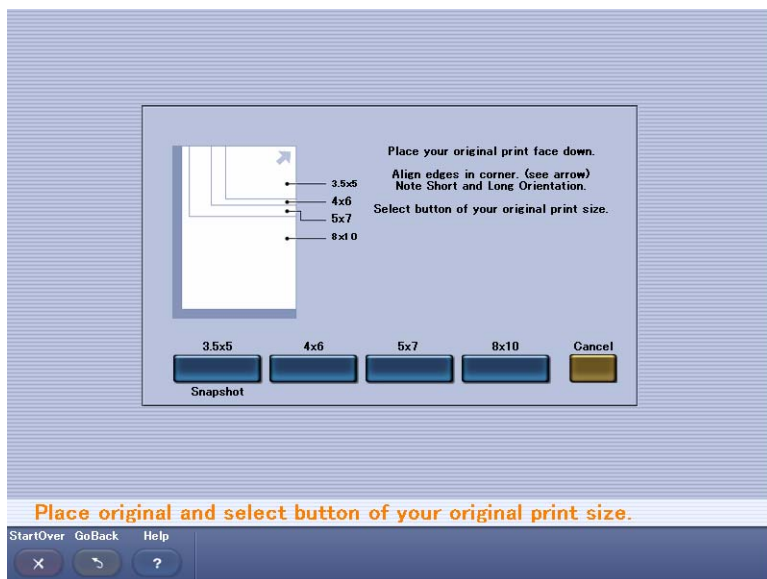 Place your original print face down.
Align edges in corner. (see arrow)
Note Short and Long Orientation.
Select button of your original print size.
3.5x5
4x6
5x7
8x10
3.5x5
4x6
5x7
8x10
Cancel
Snapshot
Place original and select button of your original print size.
StartOver
GoBack
Help
?